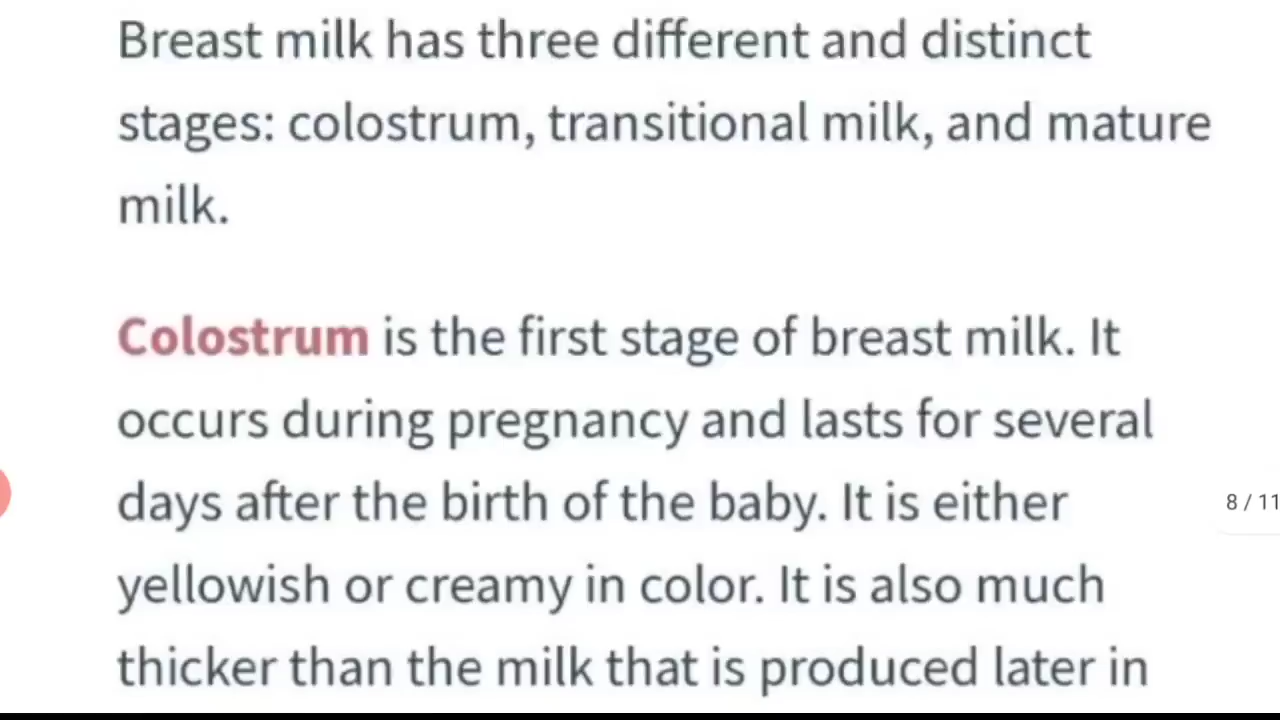 Breast milk has three different and distinct
stages: colostrum, transitional milk, and mature
milk.
Colostrum is the first stage of breast milk. It
occurs during pregnancy and lasts for several
days after the birth of the baby. It is either
8 / 11
yellowish or creamy in color. It is also much
thicker than the milk that is produced later in